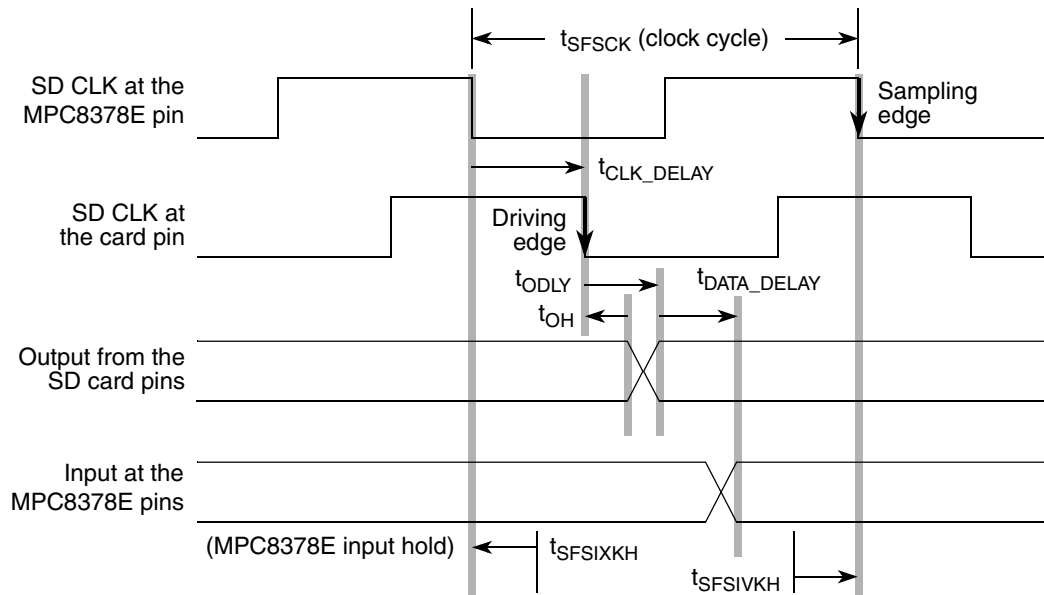 tSFSCK (clock cycle)
SD CLK at the
MPC8378E pin
Sampling
edge
tCLK_DELAY
SD CLK at
the card pin
Driving
edge
tODLY
tDATA_DELAY
tOH
Output from the
SD card pins
Input at the
MPC8378E pins
(MPC8378E input hold)
tSFSIXKH
tSFSIVKH